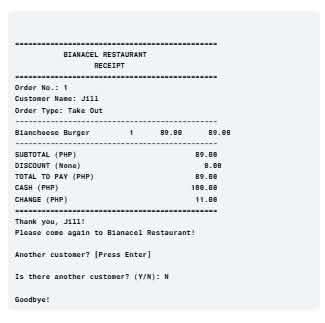 ===============================================
BIANACEL RESTAURANT
RECEIPT
===============================================
Order No.: 1
Customer Name: Jill
Order Type: Take Out
-----------------------------------------------
Biancheese Burger 1 89.00 89.00
-----------------------------------------------
SUBTOTAL (PHP) 89.00
DISCOUNT (None) 0.00
TOTAL TO PAY (PHP) 89.00
CASH (PHP) 100.00
CHANGE (PHP) 11.00
===============================================
Thank you, Jill!
Please come again to Bianacel Restaurant!
Another customer? [Press Enter]
Is there another customer? (Y/N): N
Goodbye!